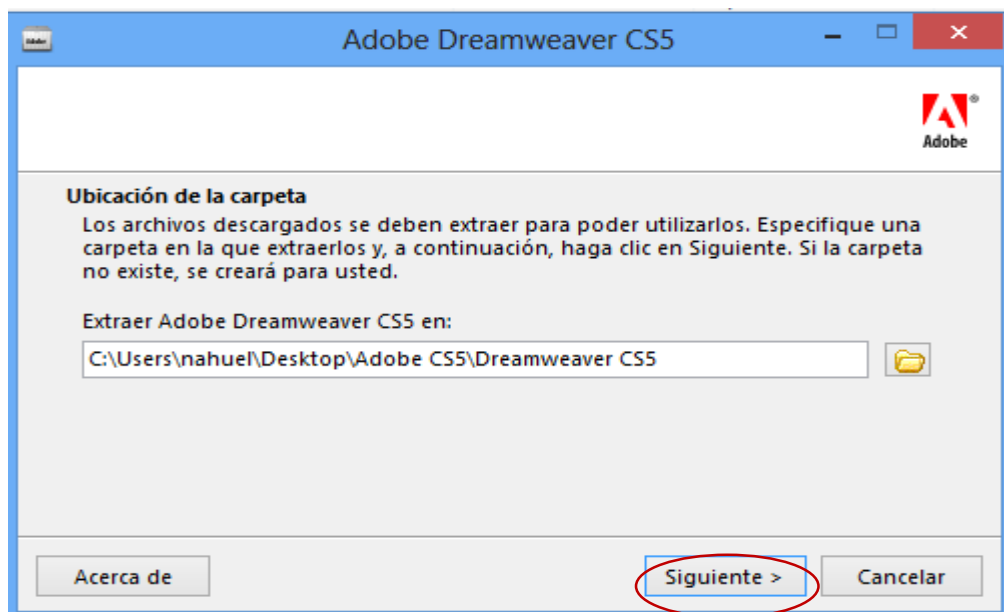 Adobe Dreamweaver CS5
Adobe
Ubicación de la carpeta
Los archivos descargados se deben extraer para poder utilizarlos. Especifique una
carpeta en la que extraerlos y, a continuación, haga clic en Siguiente. Si la carpeta
no existe, se creará para usted.
Extraer Adobe Dreamweaver CS5 en:
C:\Users\nahuel\Desktop\Adobe CS5\Dreamweaver CS5
Acerca de
Siguiente >
Cancelar